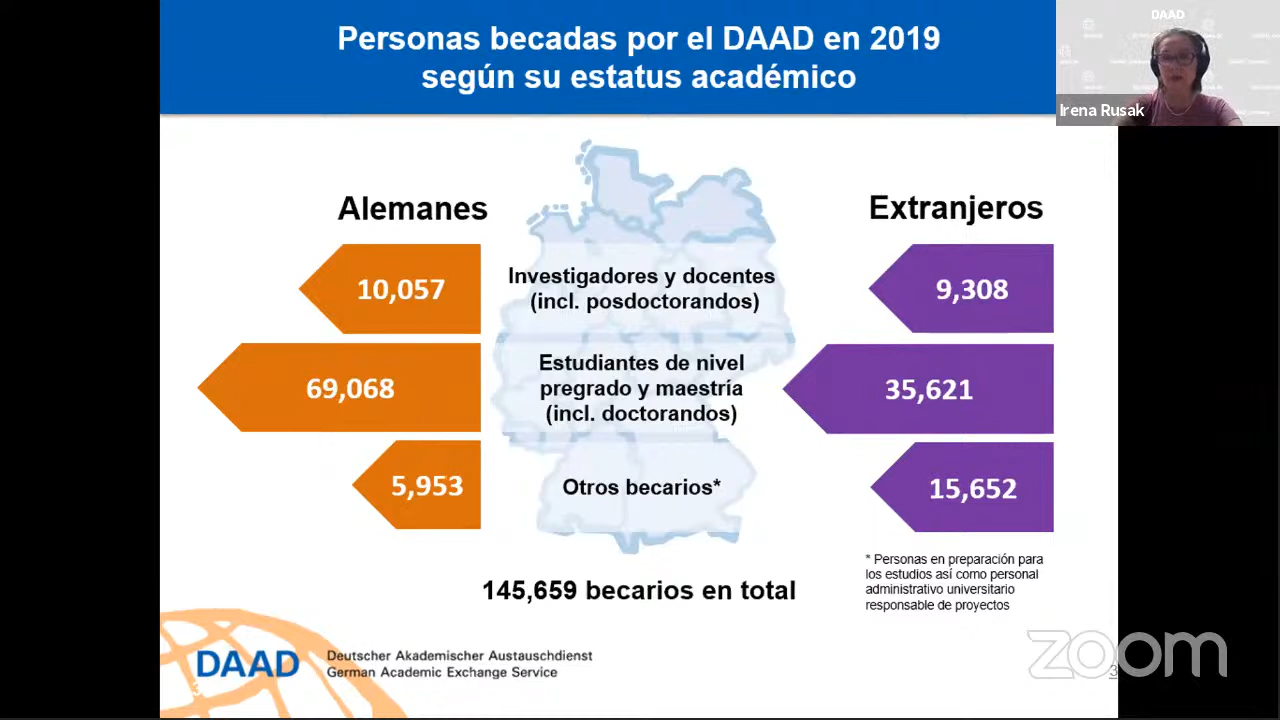 Personas becadas por el DAAD en 2019
según su estatus académico
DAAD
Irena Rusak
Alemanes
Extranjeros
10,057
Investigadores y docentes
(incl. posdoctorandos)
9,308
69,068
Estudiantes de nivel
pregrado y maestría
(incl. doctorandos)
35,621
5,953
Otros becarios*
15,652
145,659 becarios en total
* Personas en preparación para
los estudios así como personal
administrativo universitario
responsable de proyectos
DAAD
Deutscher Akademischer Austauschdienst
German Academic Exchange Service
zoom
3